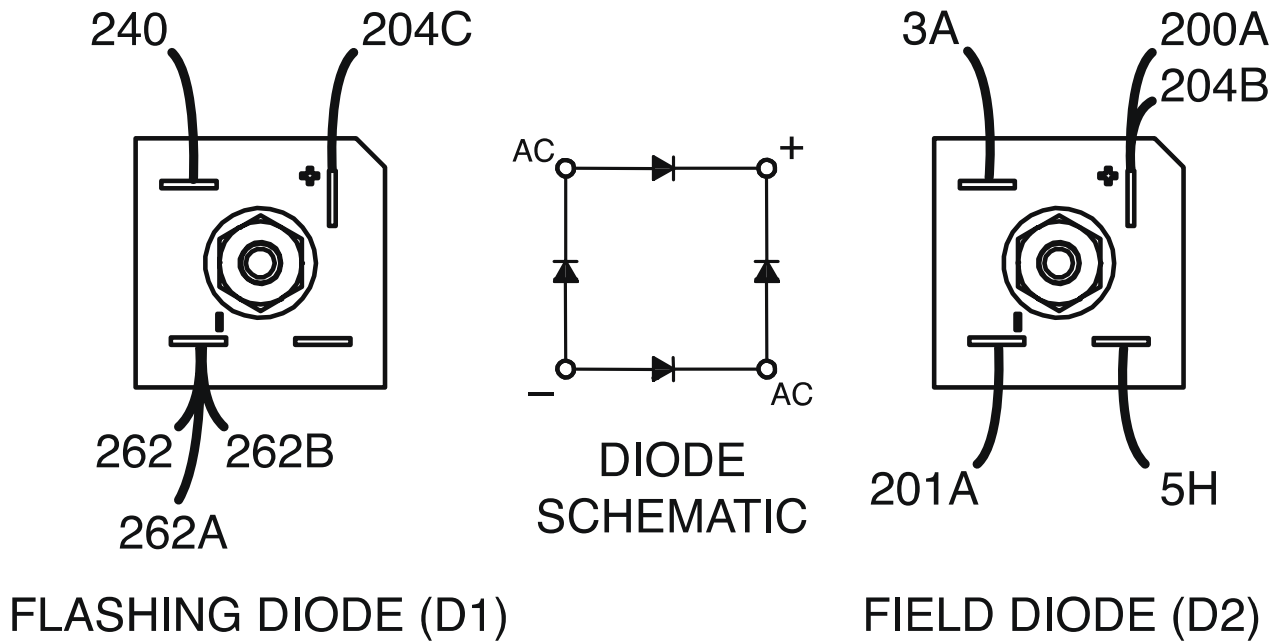 240
204C
3A
200A
204B
AC
+
+
+
−
AC
−
−
262
262B
262A
DIODE
SCHEMATIC
201A
5H
FLASHING DIODE (D1)
FIELD DIODE (D2)